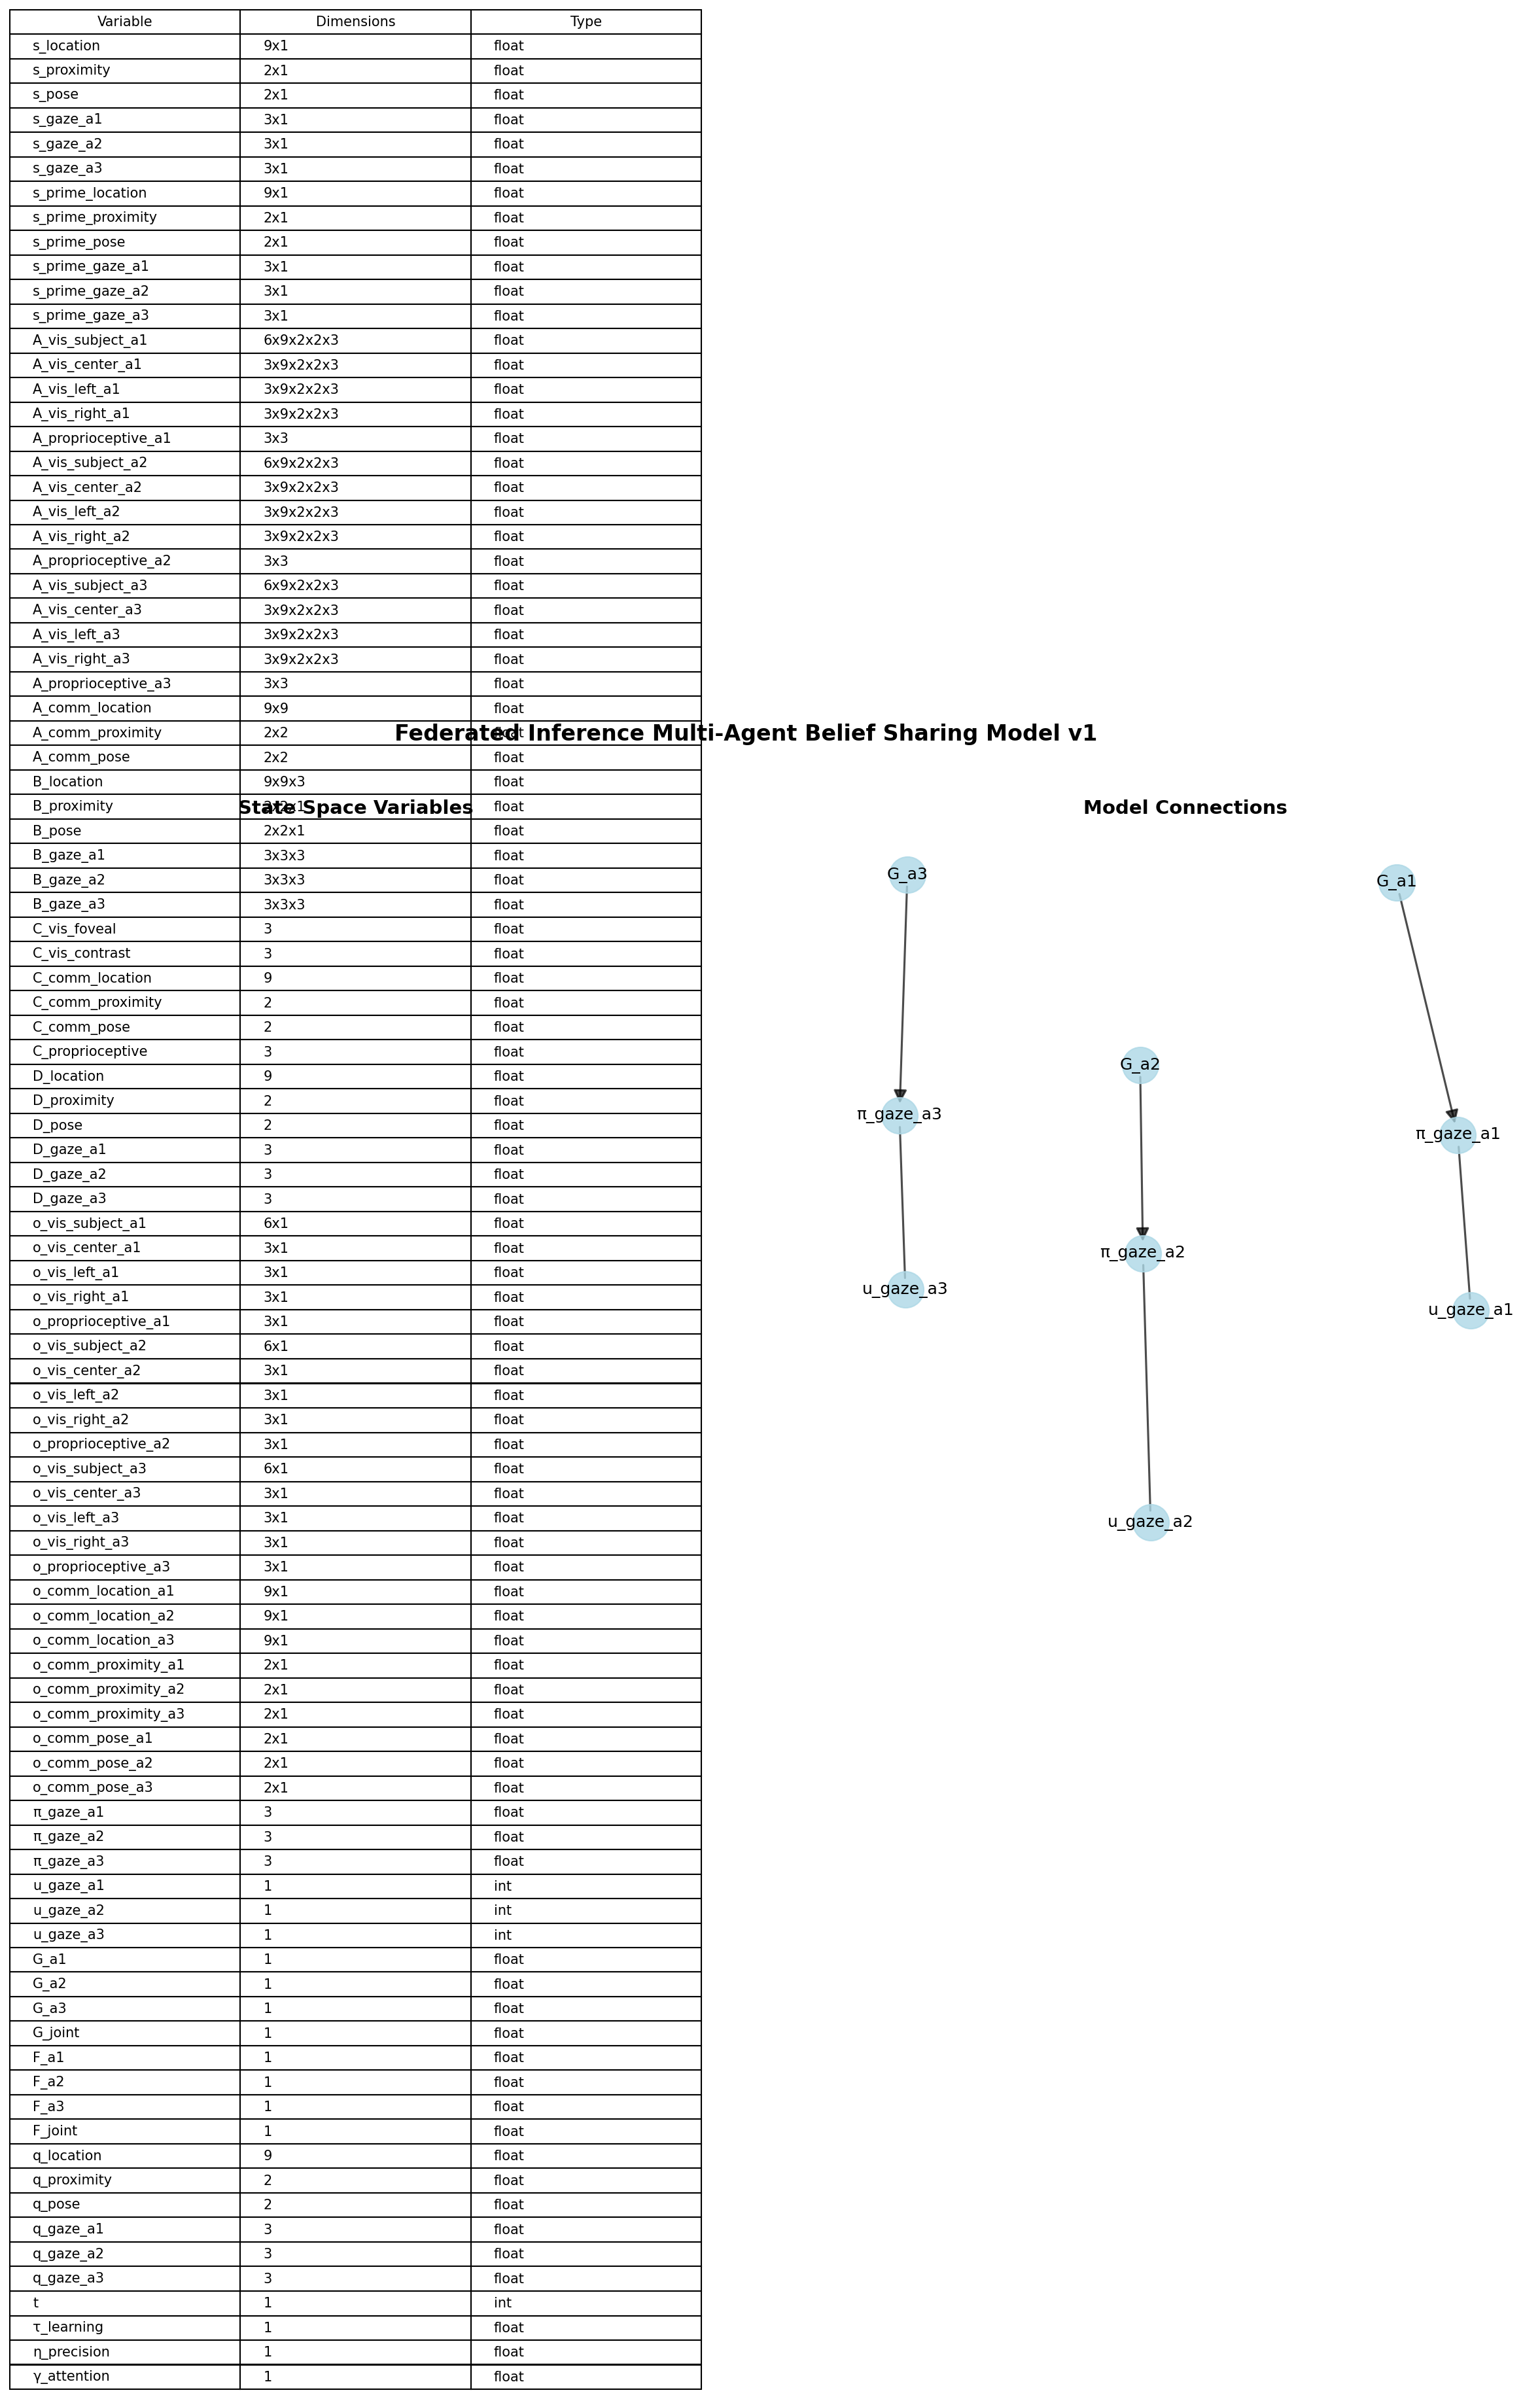 Variable Dimensions Type
s_location 9x1 float
s_proximity 2x1 float
s_pose 2x1 float
s_gaze_a1 3x1 float
s_gaze_a2 3x1 float
s_gaze_a3 3x1 float
s_prime_location 9x1 float
s_prime_proximity 2x1 float
s_prime_pose 2x1 float
s_prime_gaze_a1 3x1 float
s_prime_gaze_a2 3x1 float
s_prime_gaze_a3 3x1 float
A_vis_subject_a1 6x9x2x2x3 float
A_vis_center_a1 3x9x2x2x3 float
A_vis_left_a1 3x9x2x2x3 float
A_vis_right_a1 3x9x2x2x3 float
A_proprioceptive_a1 3x3 float
A_vis_subject_a2 6x9x2x2x3 float
A_vis_center_a2 3x9x2x2x3 float
A_vis_left_a2 3x9x2x2x3 float
A_vis_right_a2 3x9x2x2x3 float
A_proprioceptive_a2 3x3 float
A_vis_subject_a3 6x9x2x2x3 float
A_vis_center_a3 3x9x2x2x3 float
A_vis_left_a3 3x9x2x2x3 float
A_vis_right_a3 3x9x2x2x3 float
A_proprioceptive_a3 3x3 float
A_comm_location 9x9 float
A_comm_proximity 2x2 float
Federated Inference Multi-Agent Belief Sharing Model v1
A_comm_pose 2x2 float
B_location 9x9x3 float
B_proximity 2x2x1 float
State Space Variables
B_pose 2x2x1 float
B_gaze_a1 3x3x3 float
B_gaze_a2 3x3x3 float
B_gaze_a3 3x3x3 float
C_vis_foveal 3 float
C_vis_contrast 3 float
C_comm_location 9 float
C_comm_proximity 2 float
C_comm_pose 2 float
C_proprioceptive 3 float
D_location 9 float
D_proximity 2 float
D_pose 2 float
D_gaze_a1 3 float
D_gaze_a2 3 float
D_gaze_a3 3 float
o_vis_subject_a1 6x1 float
o_vis_center_a1 3x1 float
o_vis_left_a1 3x1 float
o_vis_right_a1 3x1 float
o_proprioceptive_a1 3x1 float
o_vis_subject_a2 6x1 float
o_vis_center_a2 3x1 float
o_vis_left_a2 3x1 float
o_vis_right_a2 3x1 float
o_proprioceptive_a2 3x1 float
o_vis_subject_a3 6x1 float
o_vis_center_a3 3x1 float
o_vis_left_a3 3x1 float
o_vis_right_a3 3x1 float
o_proprioceptive_a3 3x1 float
o_comm_location_a1 9x1 float
o_comm_location_a2 9x1 float
o_comm_location_a3 9x1 float
o_comm_proximity_a1 2x1 float
o_comm_proximity_a2 2x1 float
o_comm_proximity_a3 2x1 float
o_comm_pose_a1 2x1 float
o_comm_pose_a2 2x1 float
o_comm_pose_a3 2x1 float
π_gaze_a1 3 float
π_gaze_a2 3 float
π_gaze_a3 3 float
u_gaze_a1 1 int
u_gaze_a2 1 int
u_gaze_a3 1 int
G_a1 1 float
G_a2 1 float
G_a3 1 float
G_joint 1 float
F_a1 1 float
F_a2 1 float
F_a3 1 float
F_joint 1 float
q_location 9 float
q_proximity 2 float
q_pose 2 float
q_gaze_a1 3 float
q_gaze_a2 3 float
q_gaze_a3 3 float
t 1 int
τ_learning 1 float
η_precision 1 float
γ_attention 1 float
Model Connections
G_a3
G_a1
G_a2
π_gaze_a3
π_gaze_a1
π_gaze_a2
u_gaze_a3
u_gaze_a1
u_gaze_a2